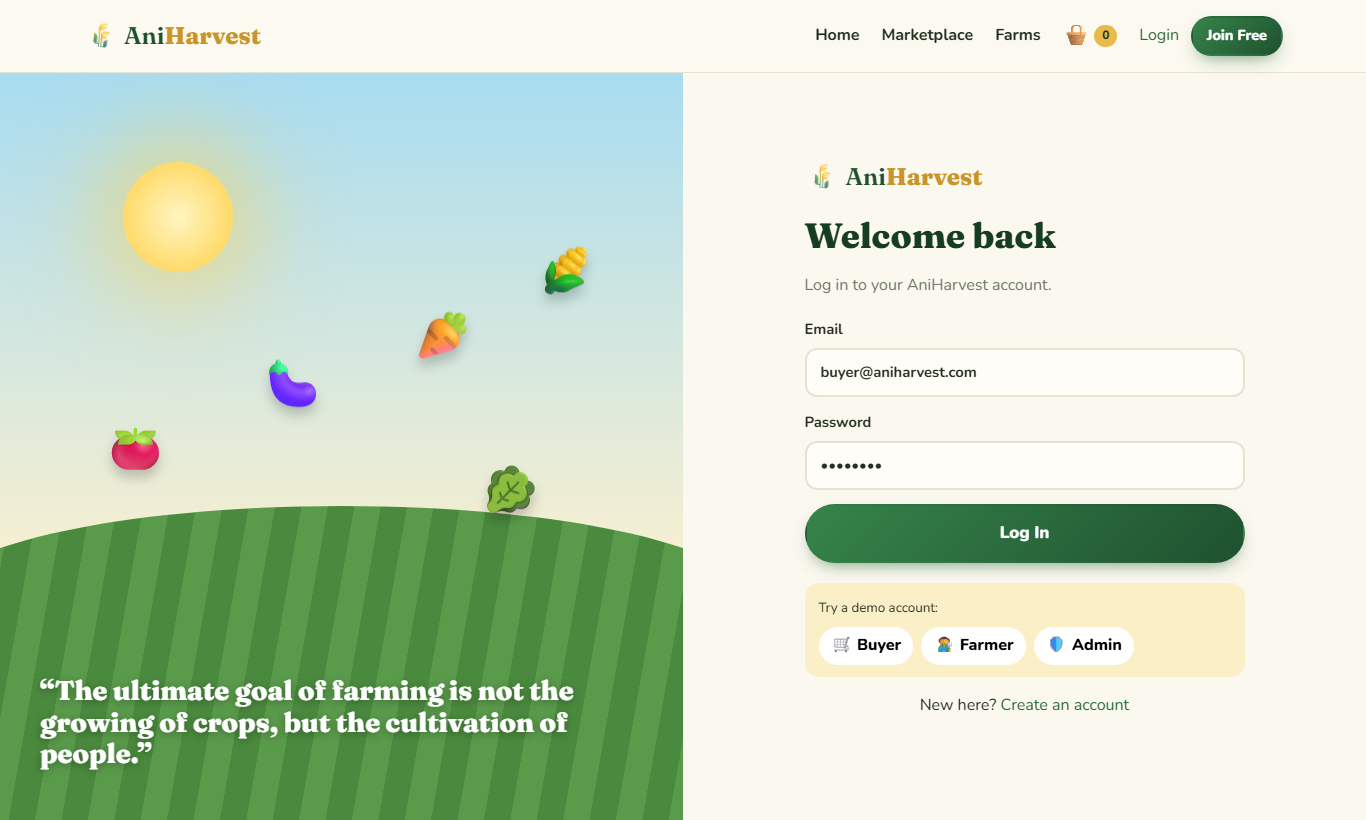 AniHarvest
Home Marketplace Farms 0 Login Join Free
AniHarvest
Welcome back
Log in to your AniHarvest account.
Email
buyer@aniharvest.com
Password
••••••••
Log In
Try a demo account:
Buyer Farmer Admin
New here? Create an account
“The ultimate goal of farming is not the
growing of crops, but the cultivation of
people.”